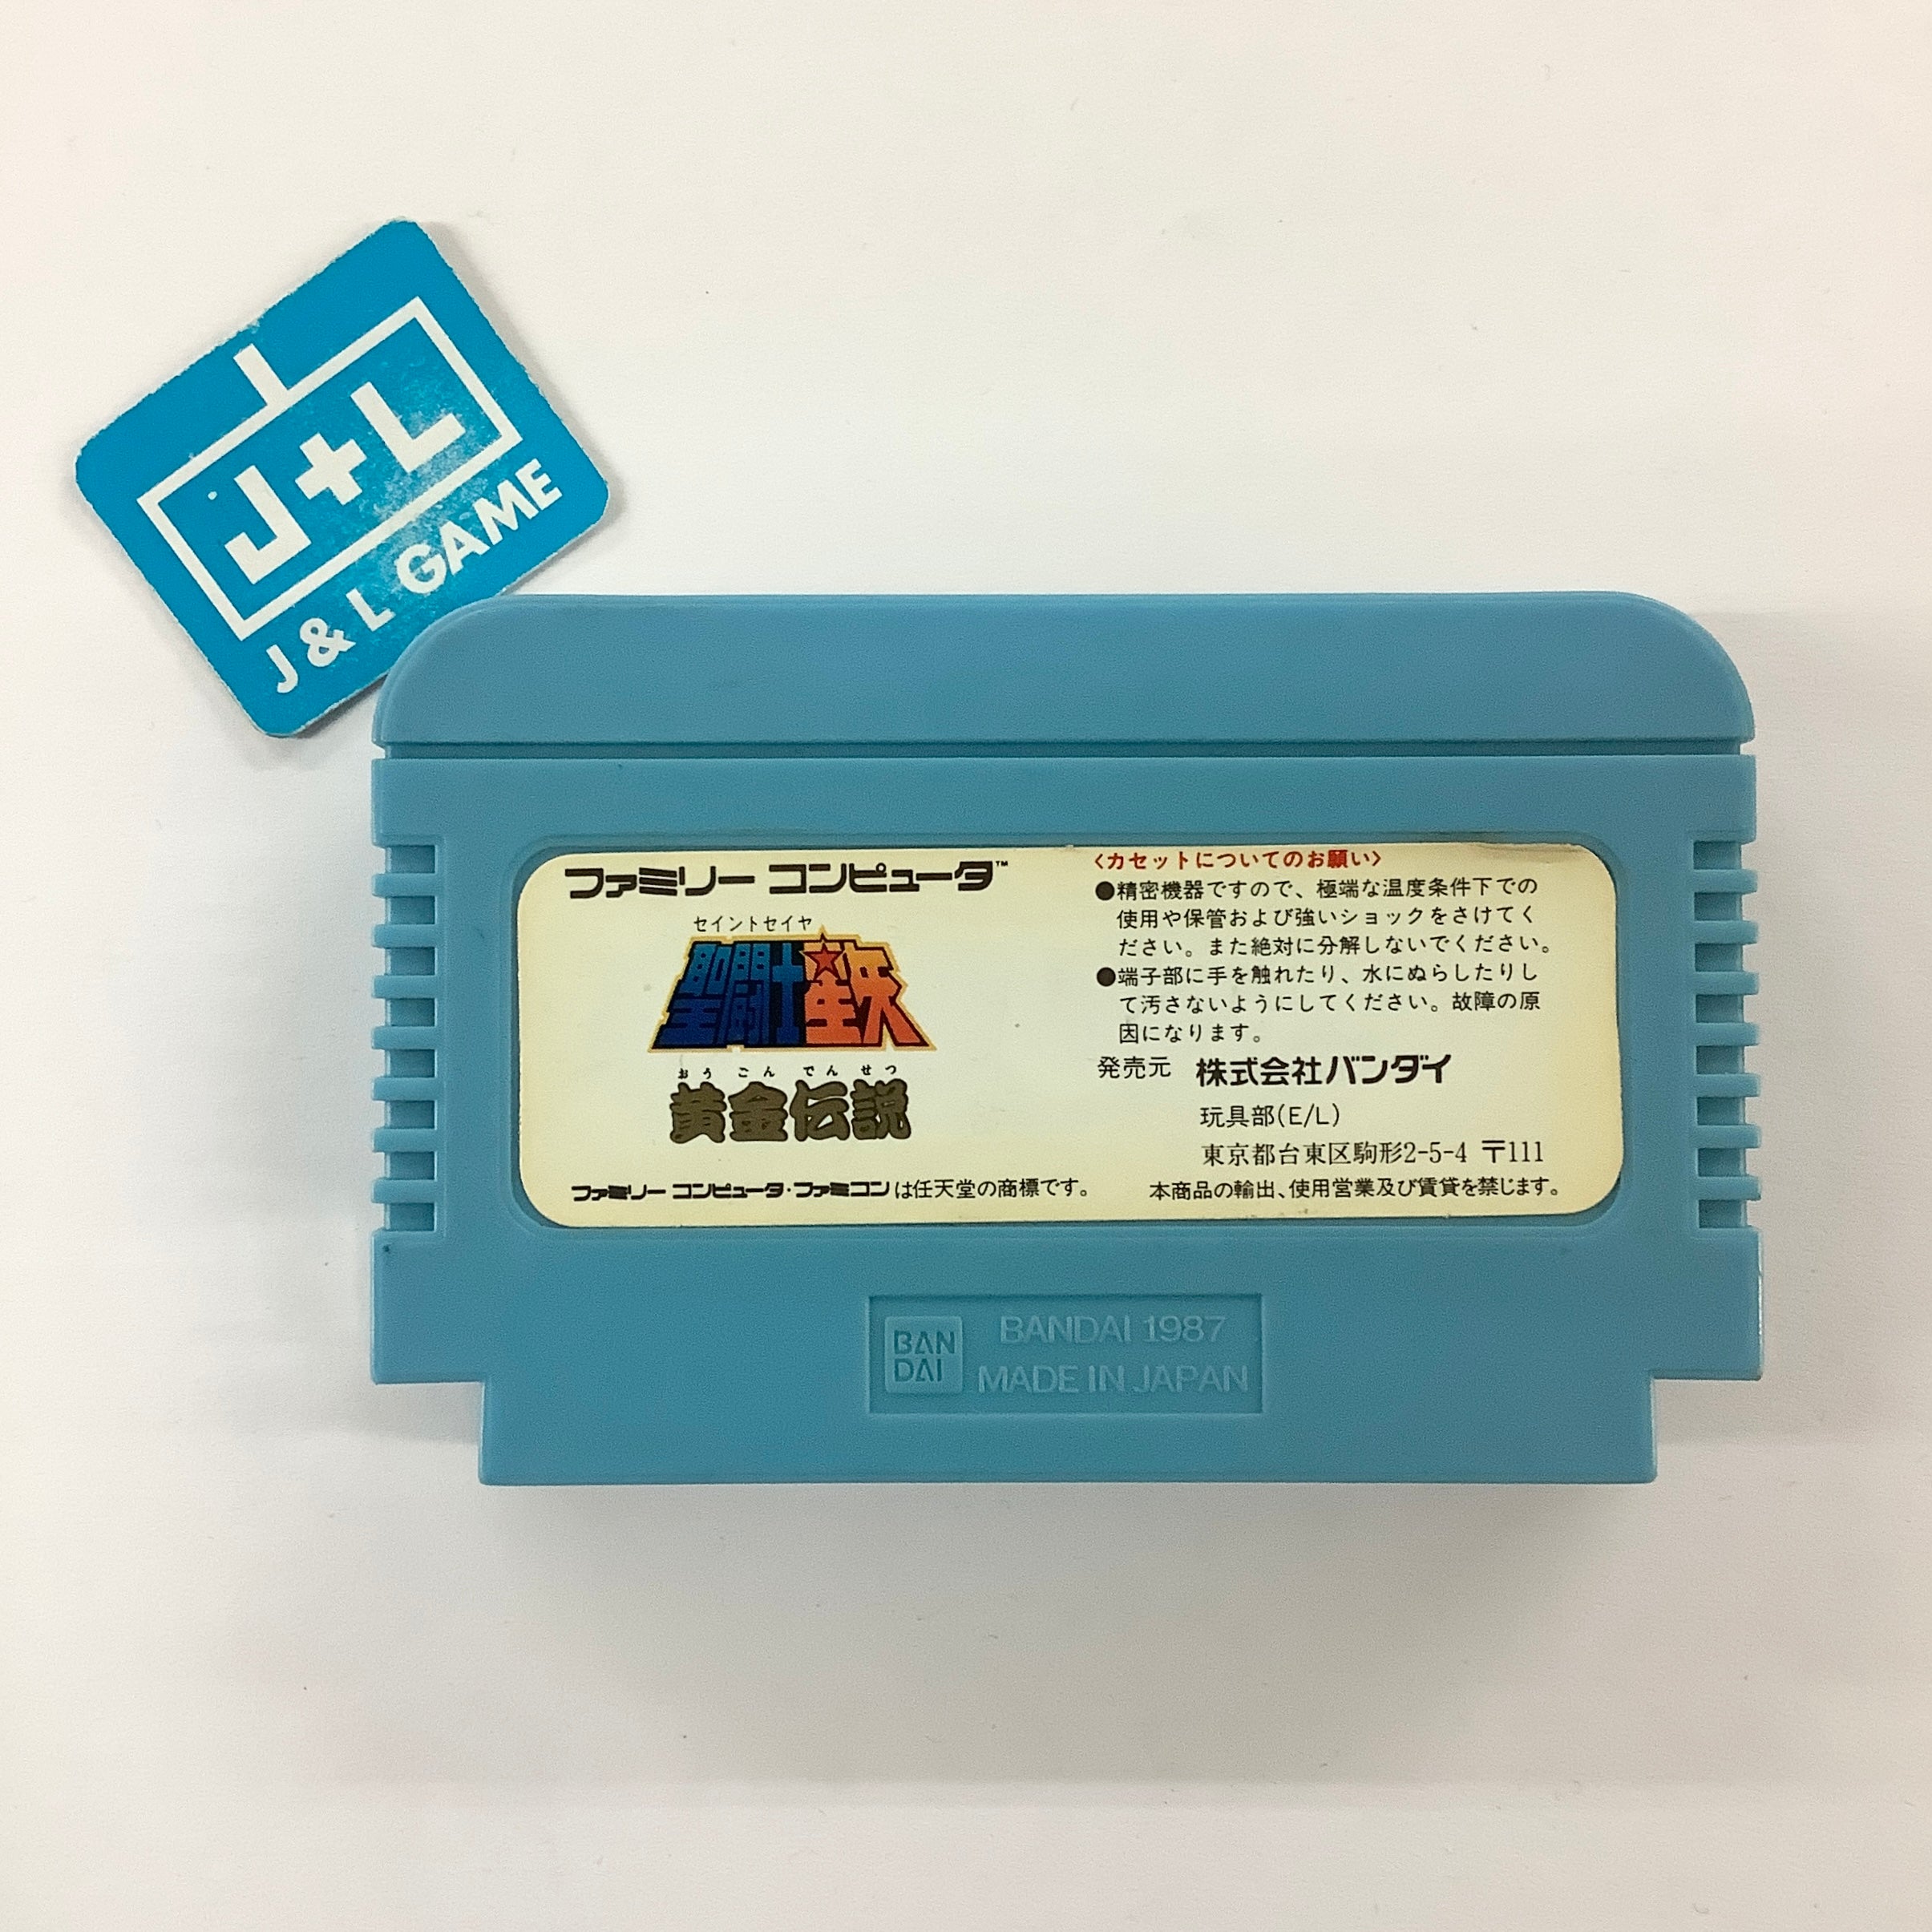 J+L
J & L GAME
ファミリー コンピュータ™
セイントセイヤ
聖闘士星矢
おうごんでんせつ
黄金伝説
ファミリー コンピュータ・ファミコンは任天堂の商標です。
〈カセットについてのお願い〉
●精密機器ですので、極端な温度条件下での
使用や保管および強いショックをさけてく
ださい。また絶対に分解しないでください。
●端子部に手を触れたり、水にぬらしたりし
て汚さないようにしてください。故障の原
因になります。
発売元 株式会社バンダイ
玩具部(E/L)
東京都台東区駒形2-5-4 〒111
本商品の輸出、使用営業及び賃貸を禁じます。
BAN
DAI
BANDAI 1987
MADE IN JAPAN